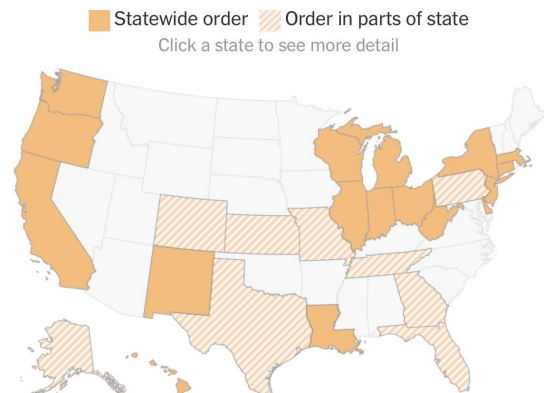 Statewide order Order in parts of state
Click a state to see more detail